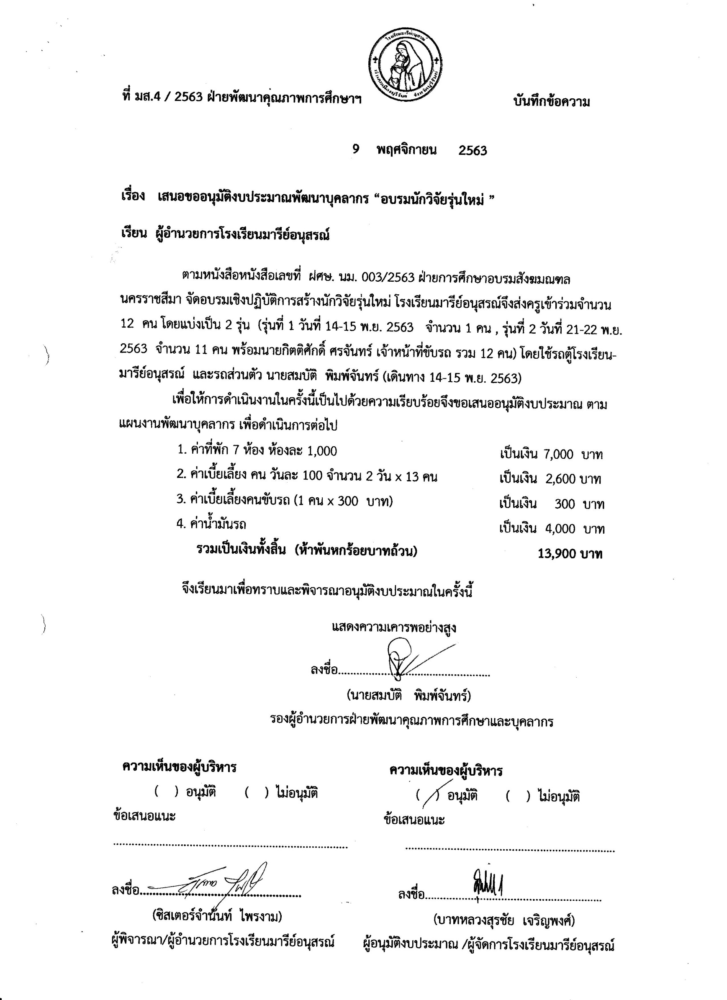 โรงเรียนมารีย์อนุสรณ์
อำเภอเมืองบุรีรัมย์ จังหวัดบุรีรัมย์
ที่ มส.4 / 2563 ฝ่ายพัฒนาคุณภาพการศึกษาฯ
บันทึกข้อความ
9 พฤศจิกายน 2563
เรื่อง เสนอขออนุมัติงบประมาณพัฒนาบุคลากร “อบรมนักวิจัยรุ่นใหม่ ”
เรียน ผู้อำนวยการโรงเรียนมารีย์อนุสรณ์
ตามหนังสือหนังสือเลขที่ ฝศษ. นม. 003/2563 ฝ่ายการศึกษาอบรมสังฆมณฑล
นครราชสีมา จัดอบรมเชิงปฏิบัติการสร้างนักวิจัยรุ่นใหม่ โรงเรียนมารีย์อนุสรณ์จึงส่งครูเข้าร่วมจำนวน
12 คน โดยแบ่งเป็น 2 รุ่น (รุ่นที่ 1 วันที่ 14-15 พ.ย. 2563 จำนวน 1 คน , รุ่นที่ 2 วันที่ 21-22 พ.ย.
2563 จำนวน 11 คน พร้อมนายกิตติศักดิ์ ศรจันทร์ เจ้าหน้าที่ขับรถ รวม 12 คน) โดยใช้รถตู้โรงเรียน-
มารีย์อนุสรณ์ และรถส่วนตัว นายสมบัติ พิมพ์จันทร์ (เดินทาง 14-15 พ.ย. 2563)
เพื่อให้การดำเนินงานในครั้งนี้เป็นไปด้วยความเรียบร้อยจึงขอเสนออนุมัติงบประมาณ ตาม
แผนงานพัฒนาบุคลากร เพื่อดำเนินการต่อไป
1. ค่าที่พัก 7 ห้อง ห้องละ 1,000 เป็นเงิน 7,000 บาท
2. ค่าเบี้ยเลี้ยง คน วันละ 100 จำนวน 2 วัน x 13 คน เป็นเงิน 2,600 บาท
3. ค่าเบี้ยเลี้ยงคนขับรถ (1 คน x 300 บาท) เป็นเงิน 300 บาท
4. ค่าน้ำมันรถ เป็นเงิน 4,000 บาท
รวมเป็นเงินทั้งสิ้น (ห้าพันหกร้อยบาทถ้วน) 13,900 บาท
จึงเรียนมาเพื่อทราบและพิจารณาอนุมัติงบประมาณในครั้งนี้
แสดงความเคารพอย่างสูง
ลงชื่อ..................................................
(นายสมบัติ พิมพ์จันทร์)
รองผู้อำนวยการฝ่ายพัฒนาคุณภาพการศึกษาและบุคลากร
ความเห็นของผู้บริหาร ความเห็นของผู้บริหาร
( ) อนุมัติ ( ) ไม่อนุมัติ ( / ) อนุมัติ ( ) ไม่อนุมัติ
ข้อเสนอแนะ ข้อเสนอแนะ
ลงชื่อ.................................................. ลงชื่อ..................................................
(ซิสเตอร์จำนันท์ ไพรงาม) (บาทหลวงสุรชัย เจริญพงศ์)
ผู้พิจารณา/ผู้อำนวยการโรงเรียนมารีย์อนุสรณ์ ผู้อนุมัติงบประมาณ /ผู้จัดการโรงเรียนมารีย์อนุสรณ์